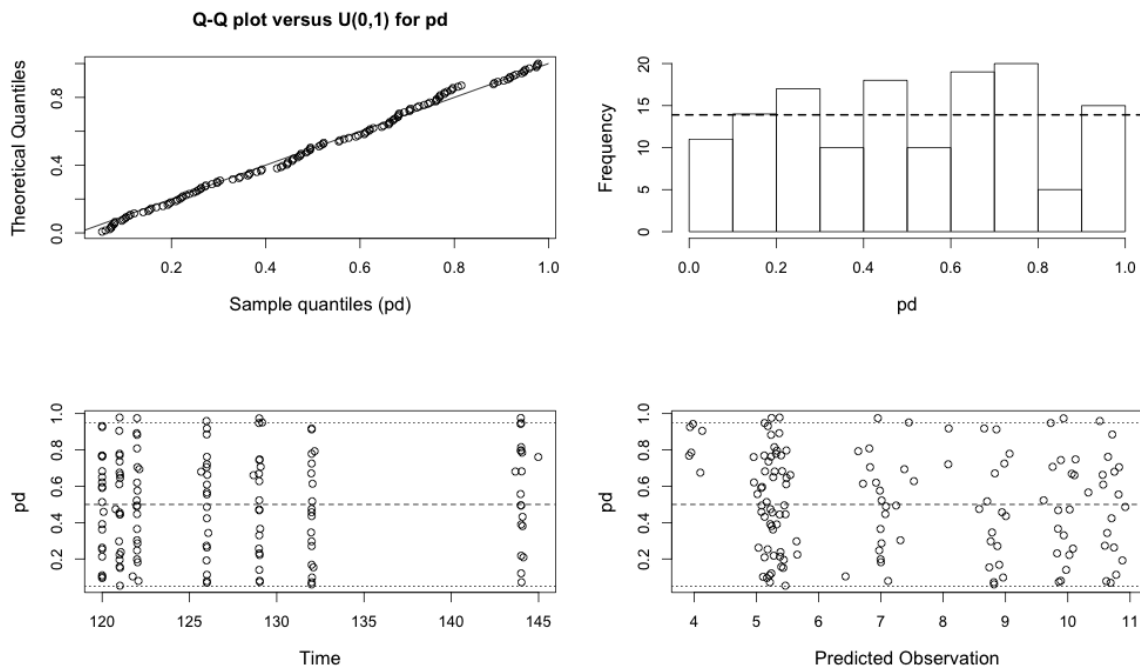 Q-Q plot versus U(0,1) for pd
Theoretical Quantiles
0.0 0.4 0.8
0.2 0.4 0.6 0.8 1.0
Sample quantiles (pd)
Frequency
0 5 10 15 20
0.0 0.2 0.4 0.6 0.8 1.0
pd
pd
0.2 0.4 0.6 0.8 1.0
120 125 130 135 140 145
Time
pd
0.2 0.4 0.6 0.8 1.0
4 5 6 7 8 9 10 11
Predicted Observation